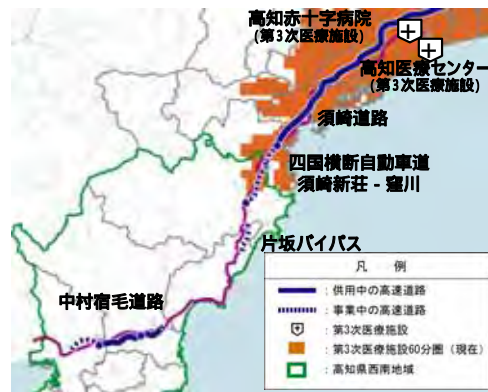 高知赤十字病院
(第3次医療施設)
高知医療センター
(第3次医療施設)
須崎道路
四国横断自動車道
須崎新荘－窪川
片坂バイパス
中村宿毛道路
凡 例
：供用中の高速道路
：事業中の高速道路
：第3次医療施設
：第3次医療施設60分圏（現在）
：高知県西南地域